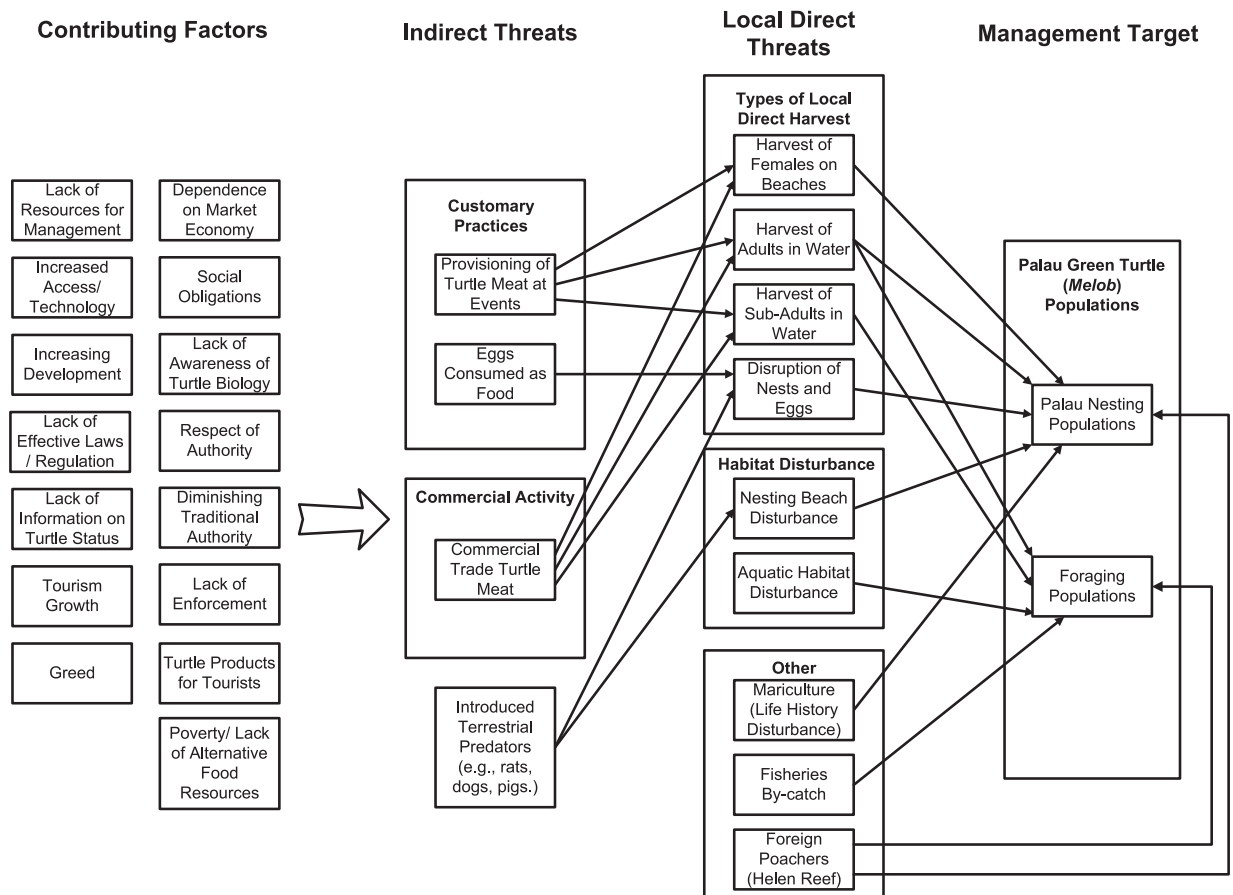 Contributing Factors
Indirect Threats
Local Direct
Threats
Management Target
Lack of
Resources for
Management
Increased
Access/
Technology
Increasing
Development
Lack of
Effective Laws
/ Regulation
Lack of
Information on
Turtle Status
Tourism
Growth
Greed
Dependence
on Market
Economy
Social
Obligations
Lack of
Awareness of
Turtle Biology
Respect of
Authority
Diminishing
Traditional
Authority
Lack of
Enforcement
Turtle Products
for Tourists
Poverty/ Lack
of Alternative
Food
Resources
Customary
Practices
Provisioning of
Turtle Meat at
Events
Eggs
Consumed as
Food
Commercial Activity
Commercial
Trade Turtle
Meat
Introduced
Terrestrial
Predators
(e.g., rats,
dogs, pigs.)
Types of Local
Direct Harvest
Harvest of
Females on
Beaches
Harvest of
Adults in Water
Harvest of
Sub-Adults in
Water
Disruption of
Nests and
Eggs
Habitat Disturbance
Nesting Beach
Disturbance
Aquatic Habitat
Disturbance
Other
Mariculture
(Life History
Disturbance)
Fisheries
By-catch
Foreign
Poachers
(Helen Reef)
Palau Green Turtle
(Melob)
Populations
Palau Nesting
Populations
Foraging
Populations